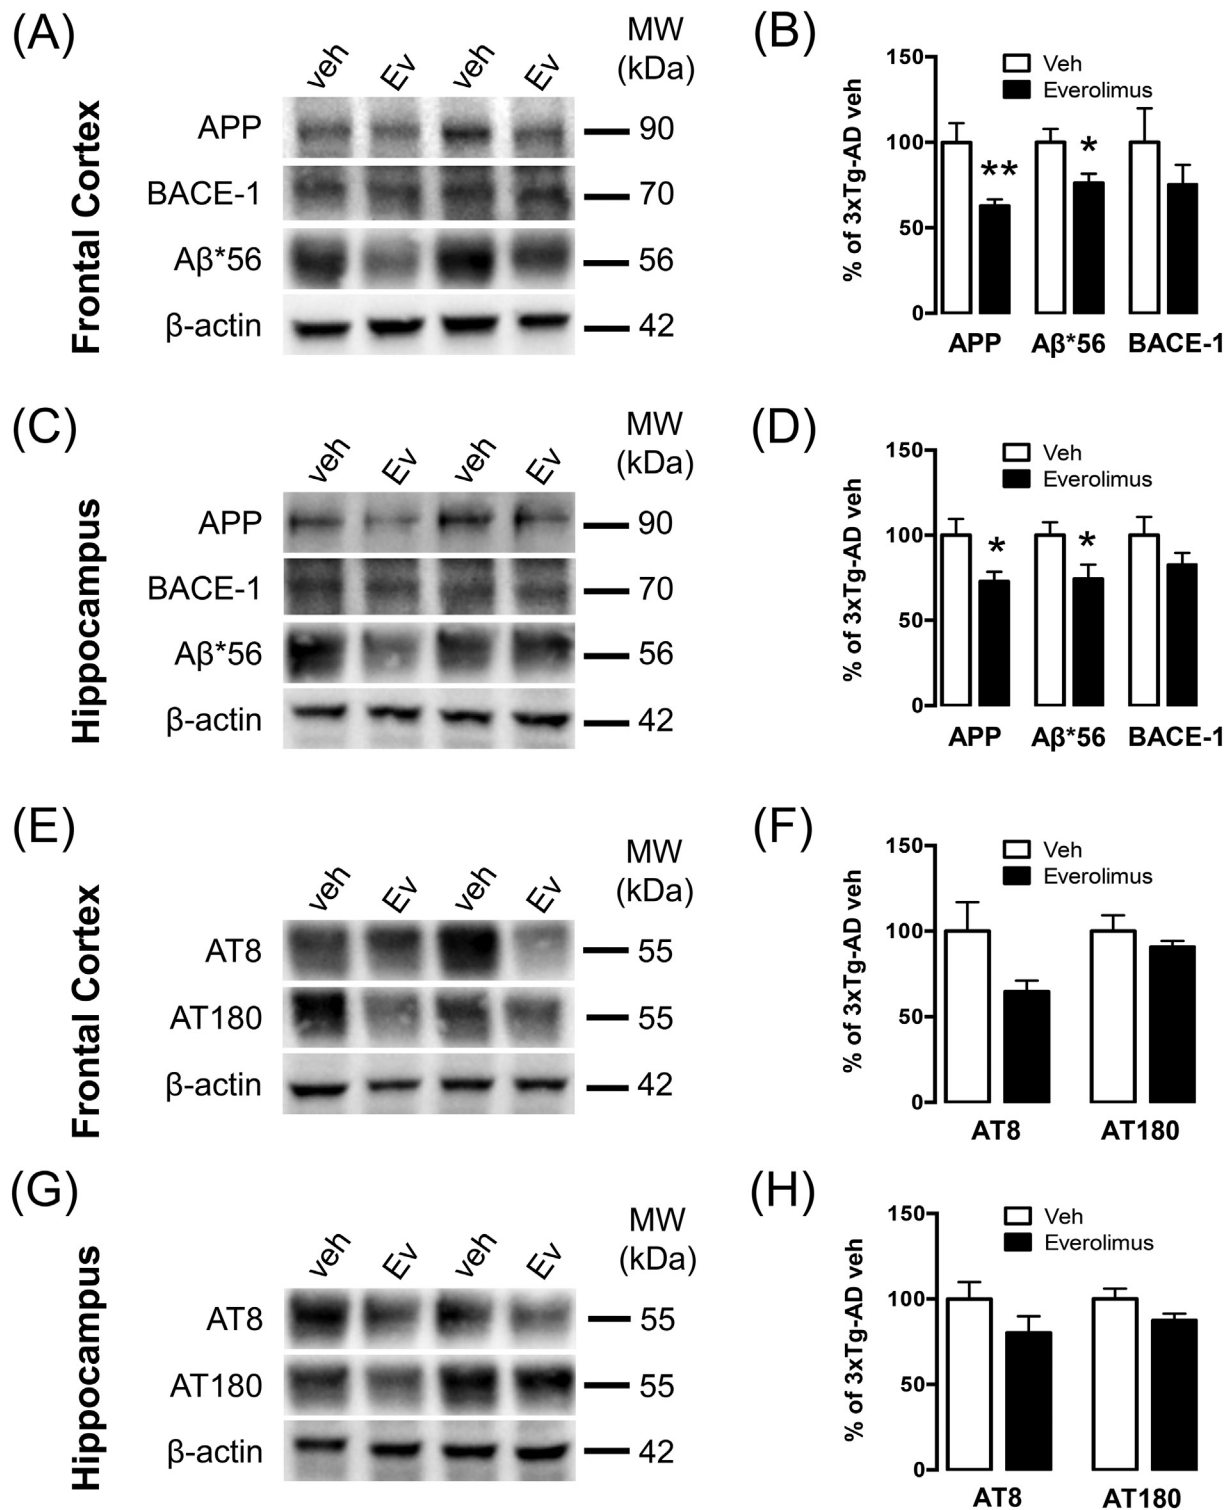 (A)
MW
(kDa)
veh Ev veh Ev
Frontal Cortex
APP 90
BACE-1 70
Aβ*56 56
β-actin 42
(B)
150
100
50
0
% of 3xTg-AD veh
Veh
Everolimus
** *
APP Aβ*56 BACE-1
(C)
MW
(kDa)
veh Ev veh Ev
Hippocampus
APP 90
BACE-1 70
Aβ*56 56
β-actin 42
(D)
150
100
50
0
% of 3xTg-AD veh
Veh
Everolimus
* *
APP Aβ*56 BACE-1
(E)
MW
(kDa)
veh Ev veh Ev
Frontal Cortex
AT8 55
AT180 55
β-actin 42
(F)
150
100
50
0
% of 3xTg-AD veh
Veh
Everolimus
AT8 AT180
(G)
MW
(kDa)
veh Ev veh Ev
Hippocampus
AT8 55
AT180 55
β-actin 42
(H)
150
100
50
0
% of 3xTg-AD veh
Veh
Everolimus
AT8 AT180